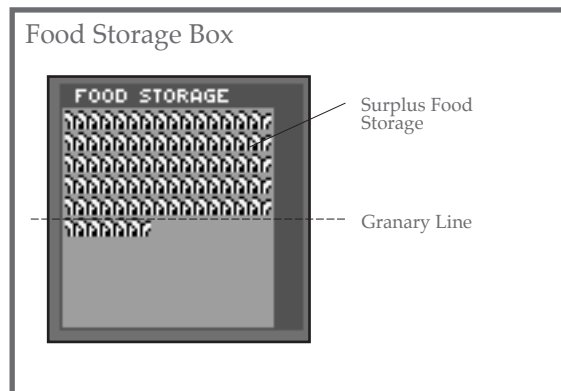 Food Storage Box
FOOD STORAGE
Surplus Food
Storage
Granary Line